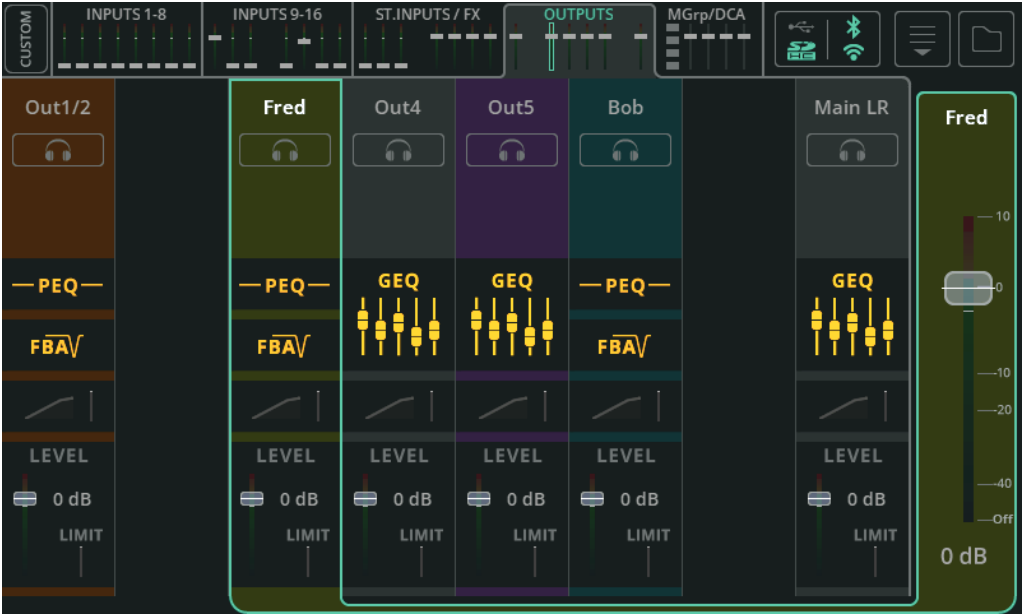 CUSTOM
INPUTS 1-8
INPUTS 9-16
ST.INPUTS / FX
OUTPUTS
MGrp/DCA
SD
HC
Out1/2
Fred
Out4
Out5
Bob
Main LR
Fred
PEQ
PEQ
GEQ
GEQ
PEQ
GEQ
FBA
FBA
FBA
LEVEL
LEVEL
LEVEL
LEVEL
LEVEL
LEVEL
0 dB
0 dB
0 dB
0 dB
0 dB
0 dB
LIMIT
LIMIT
LIMIT
LIMIT
LIMIT
LIMIT
10
0
-10
-20
-40
Off
0 dB